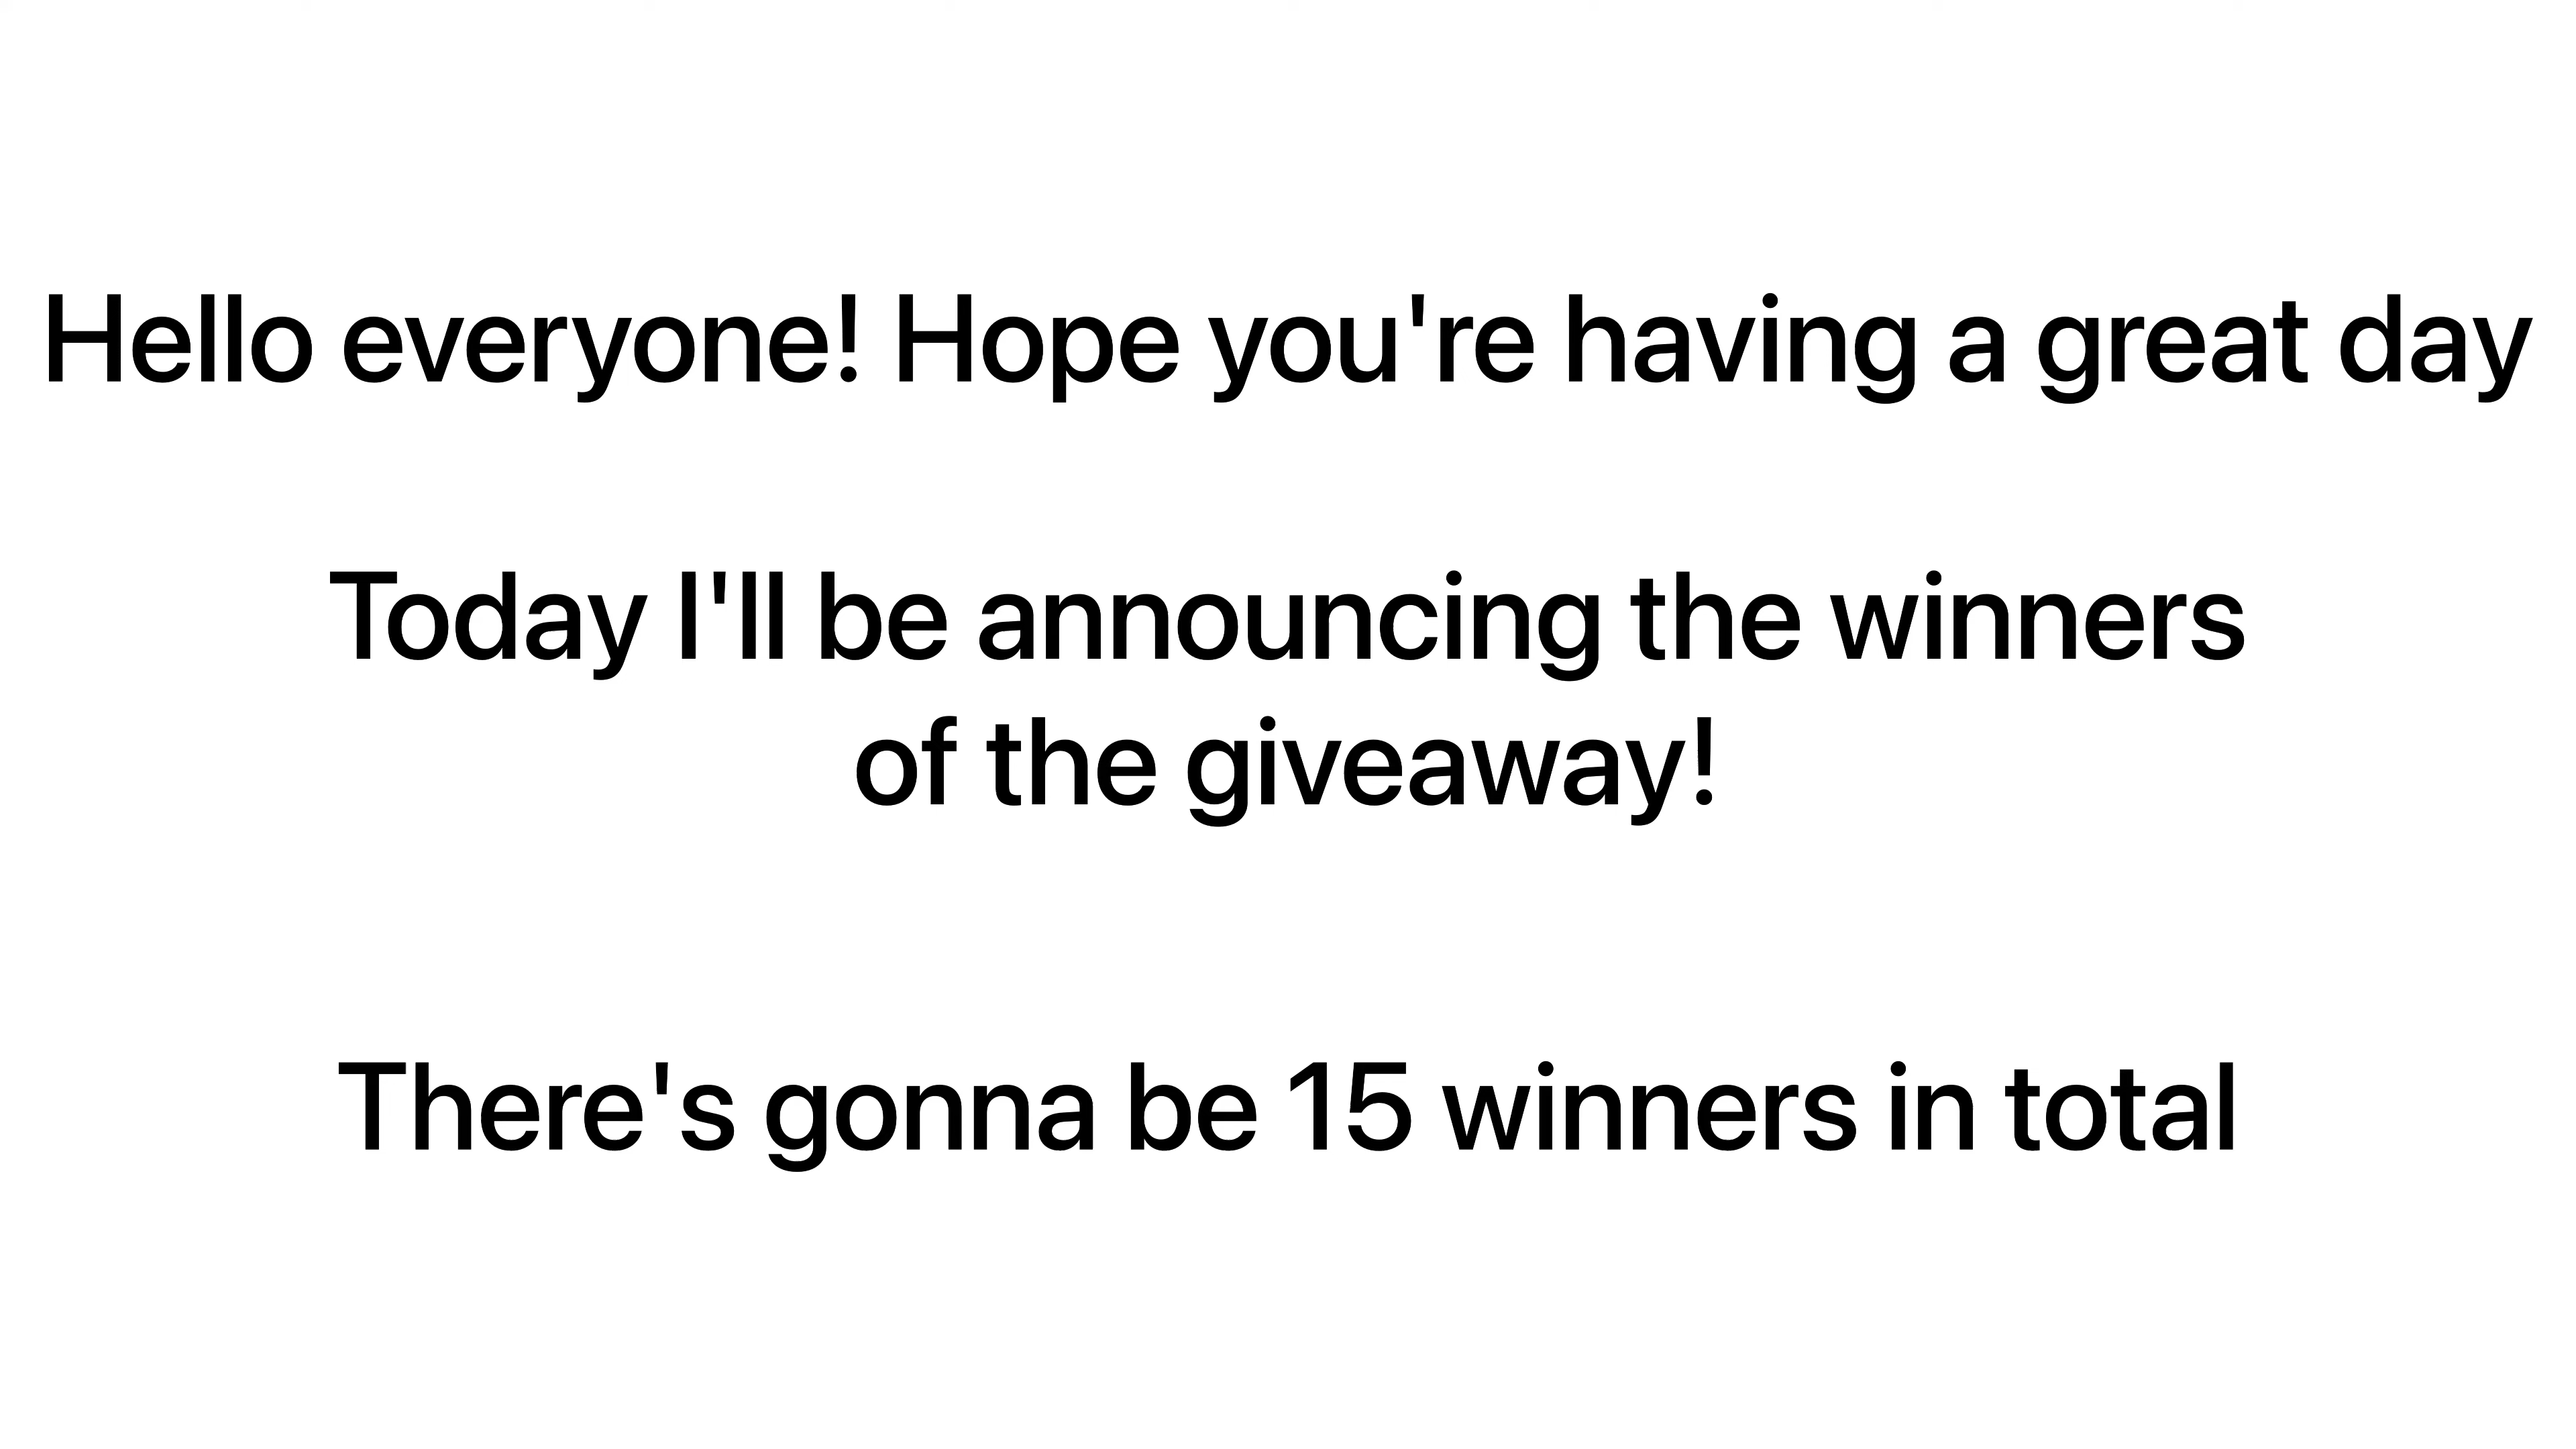 Hello everyone! Hope you're having a great day
Today I'll be announcing the winners
of the giveaway!
There's gonna be 15 winners in total